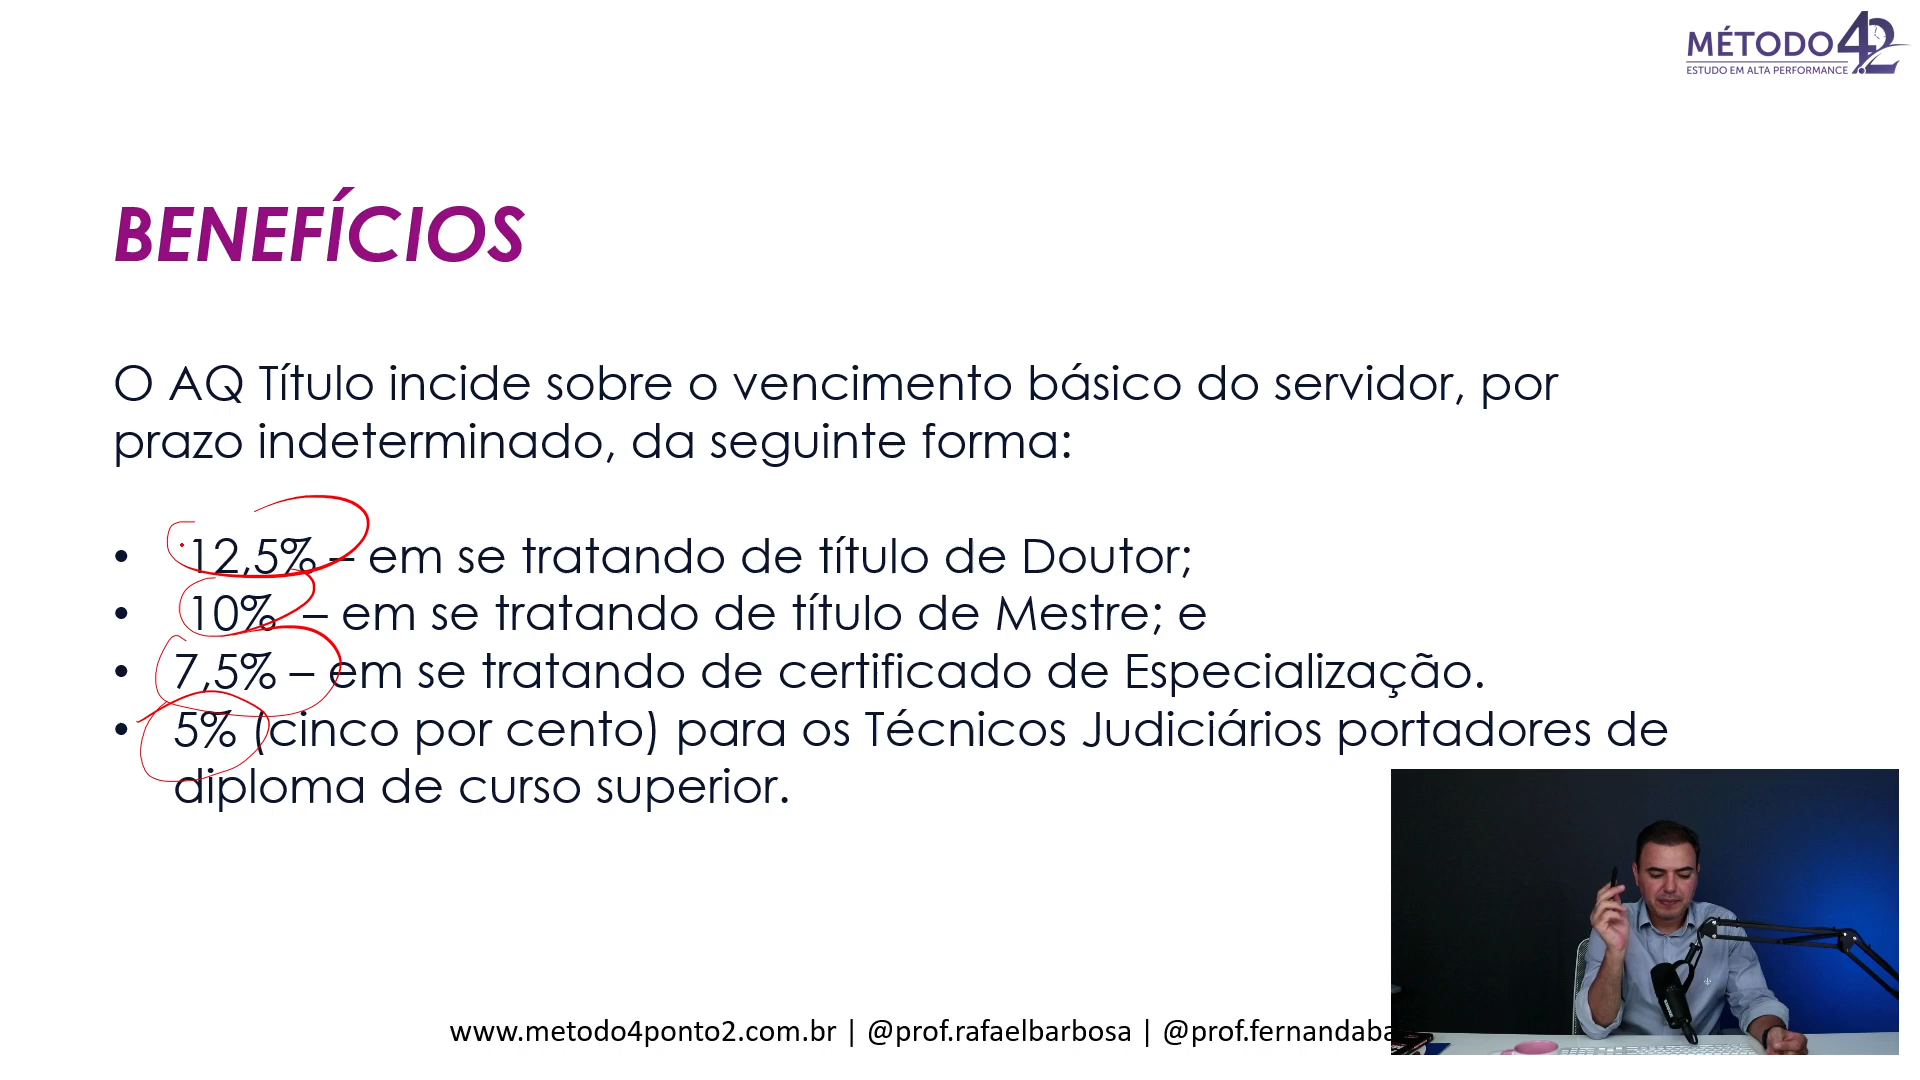 MÉTODO 4.2
ESTUDO EM ALTA PERFORMANCE
BENEFÍCIOS
O AQ Título incide sobre o vencimento básico do servidor, por
prazo indeterminado, da seguinte forma:
• 12,5% – em se tratando de título de Doutor;
• 10% – em se tratando de título de Mestre; e
• 7,5% – em se tratando de certificado de Especialização.
• 5% (cinco por cento) para os Técnicos Judiciários portadores de
diploma de curso superior.
www.metodo4ponto2.com.br | @prof.rafaelbarbosa | @prof.fernandaba